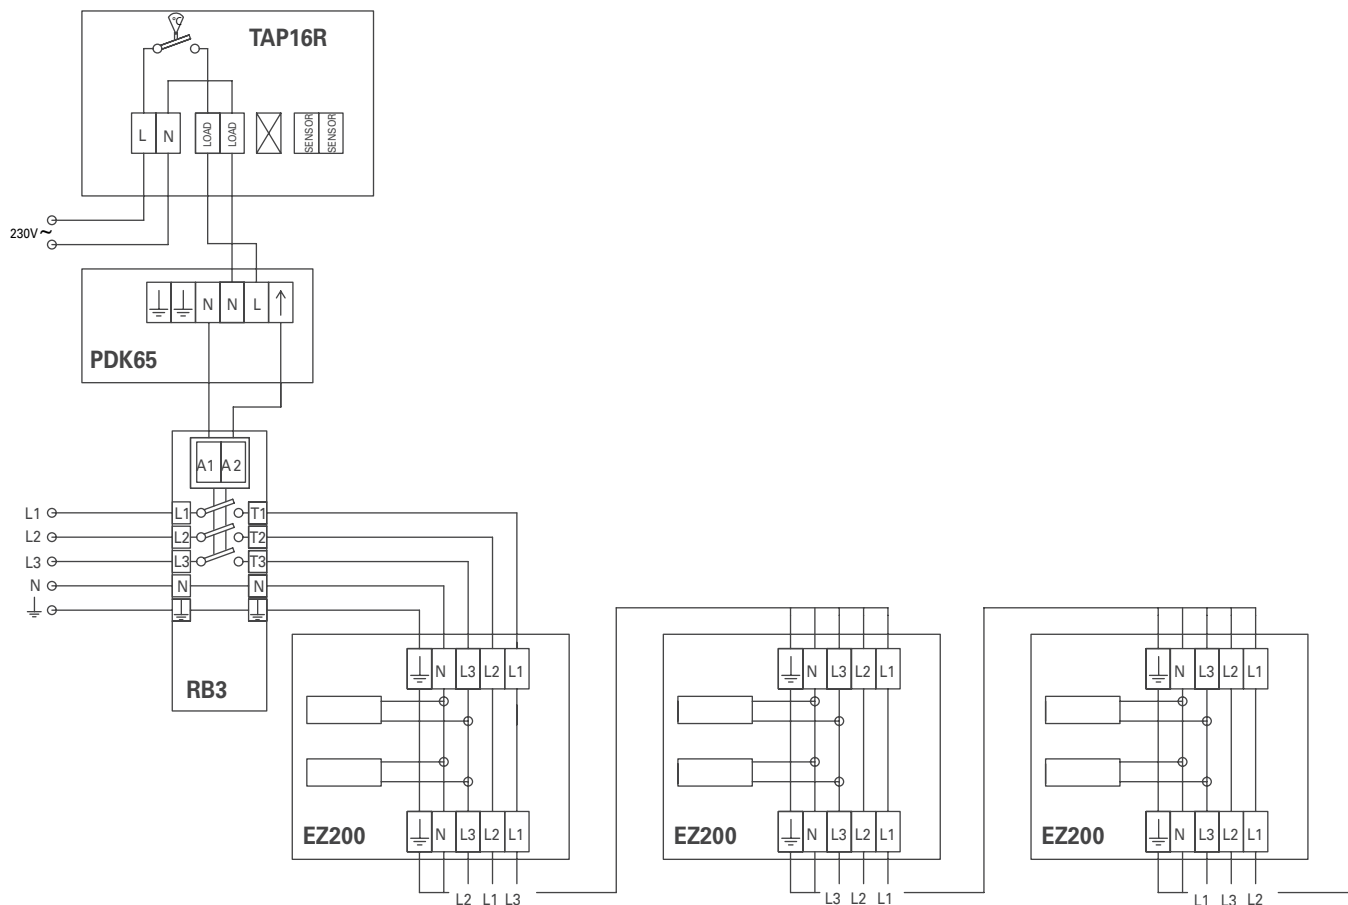 °C
TAP16R
L N LOAD LOAD SENSOR SENSOR
230V ~
N N L
PDK65
A1 A2
L1 L1 T1
L2 L2 T2
L3 L3 T3
N N N
RB3
N L3 L2 L1
N L3 L2 L1
N L3 L2 L1
EZ200 N L3 L2 L1
EZ200 N L3 L2 L1
EZ200 N L3 L2 L1
L2 L1 L3
L3 L2 L1
L1 L3 L2